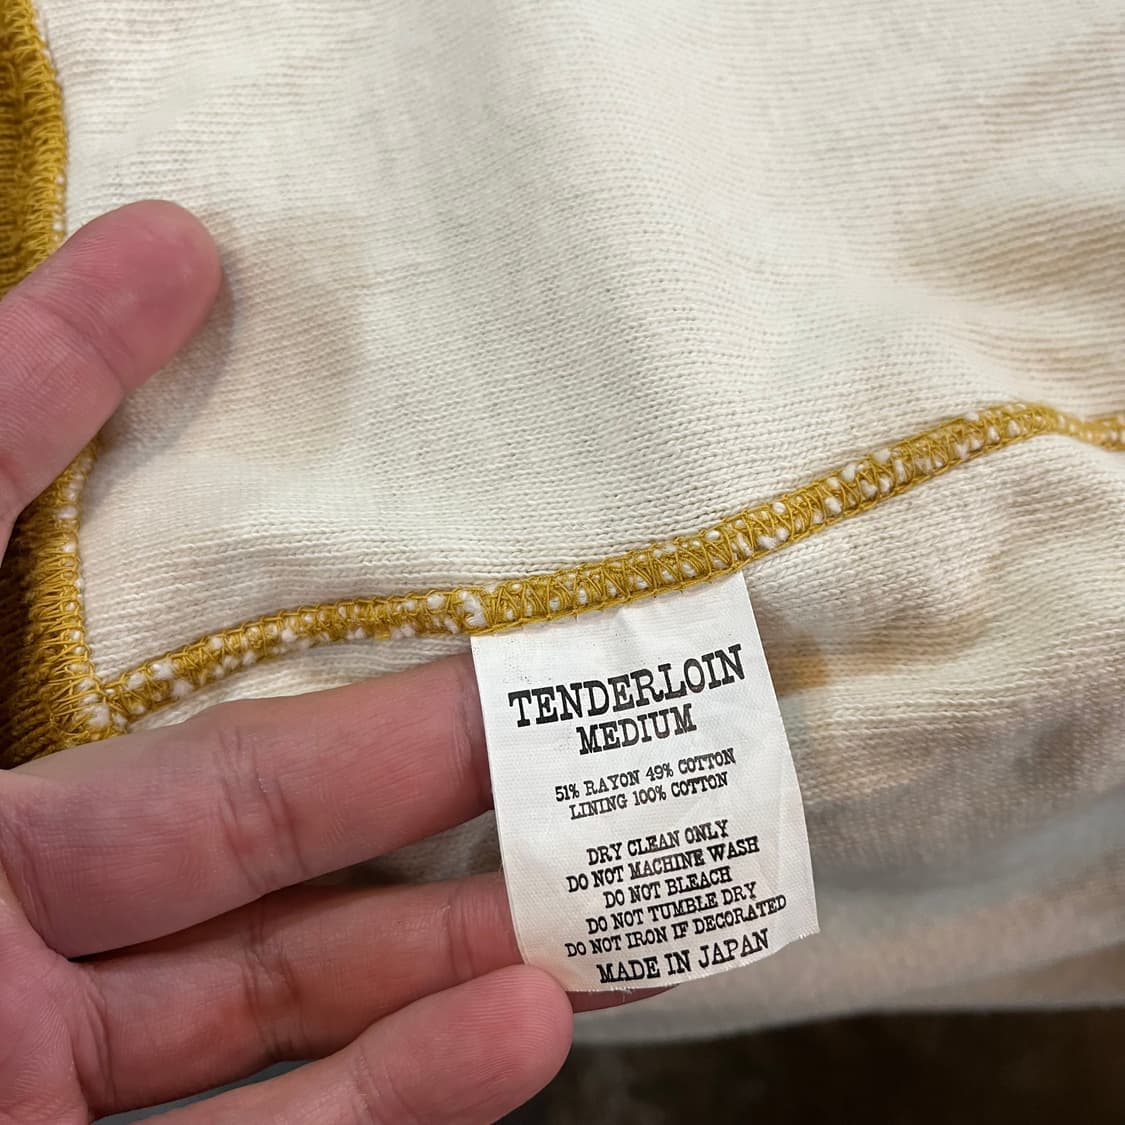 TENDERLOIN
MEDIUM
51% RAYON 49% COTTON
LINING 100% COTTON
DRY CLEAN ONLY
DO NOT MACHINE WASH
DO NOT BLEACH
DO NOT TUMBLE DRY
DO NOT IRON IF DECORATED
MADE IN JAPAN